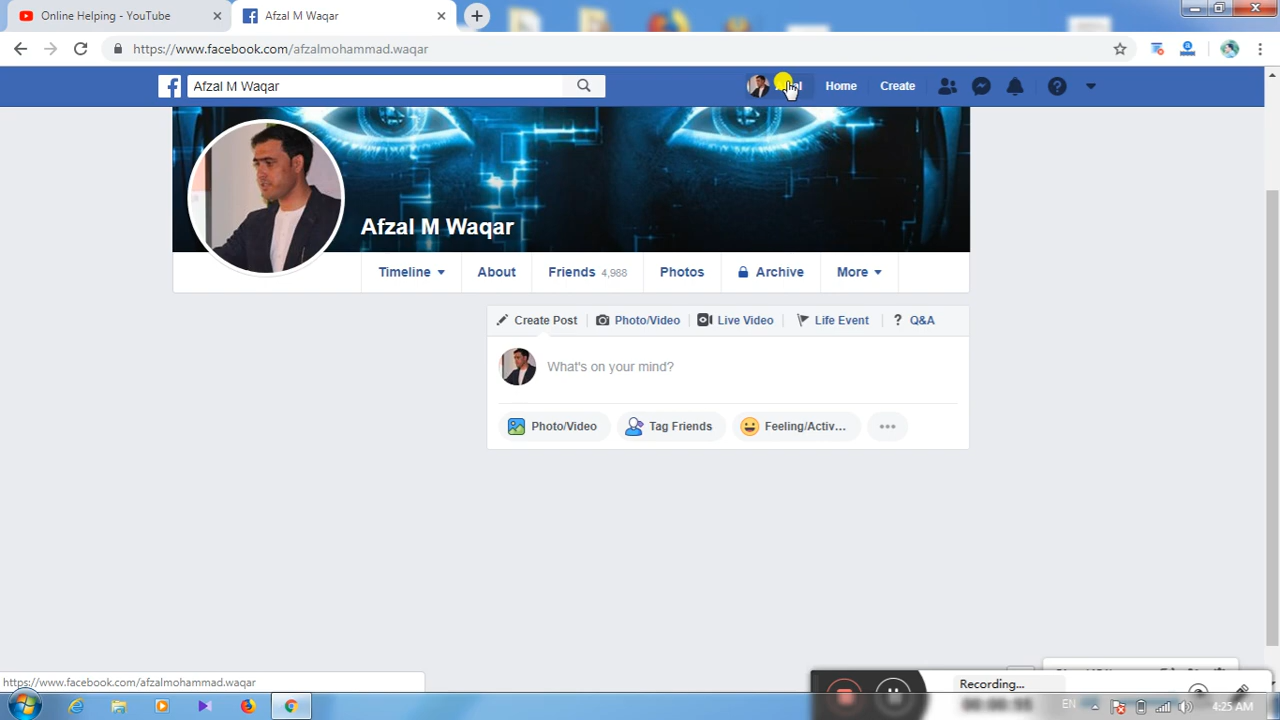 Online Helping - YouTube
Afzal M Waqar
https://www.facebook.com/afzalmohammad.waqar
Afzal M Waqar
Home
Create
Afzal M Waqar
Timeline
About
Friends 4,988
Photos
Archive
More
Create Post
Photo/Video
Live Video
Life Event
Q&A
What's on your mind?
Photo/Video
Tag Friends
Feeling/Activ...
https://www.facebook.com/afzalmohammad.waqar
Recording...
EN
4:25 AM